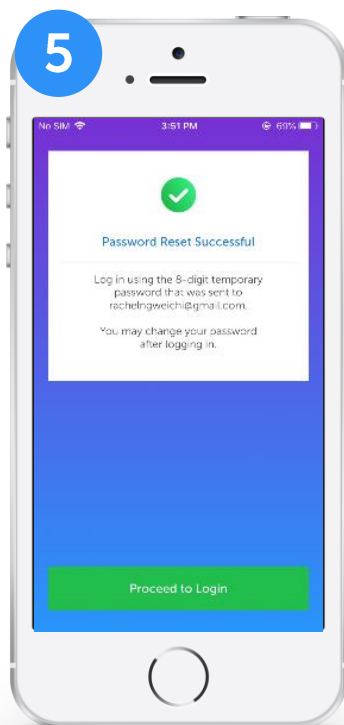 5
No SIM 3:51 PM 69%
Password Reset Successful
Log in using the 8-digit temporary
password that was sent to
rachelngweichi@gmail.com.
You may change your password
after logging in.
Proceed to Login